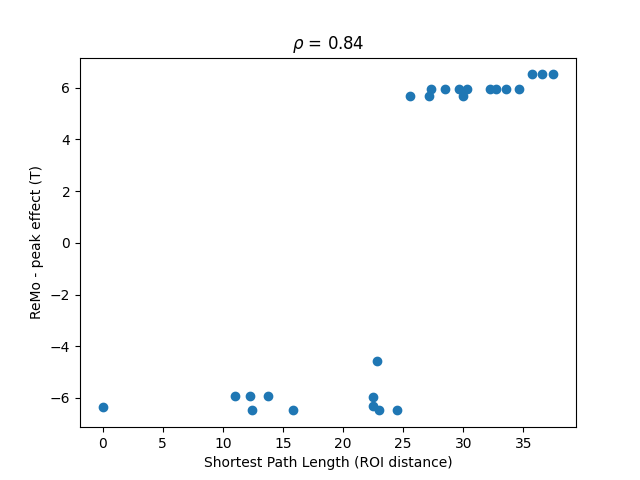 ρ = 0.84
6
4
2
0
−2
−4
−6
ReMo - peak effect (T)
0 5 10 15 20 25 30 35
Shortest Path Length (ROI distance)